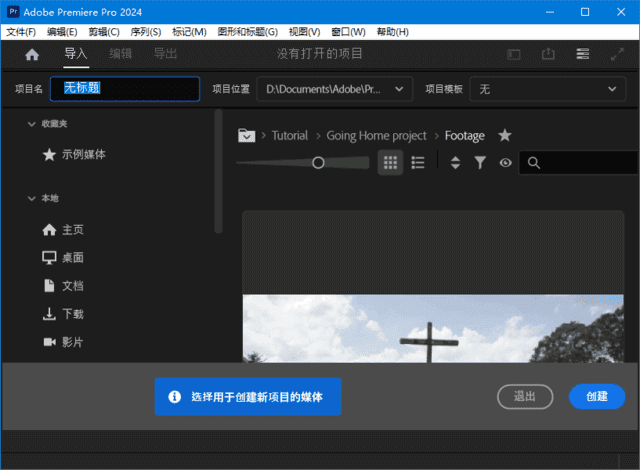 Pr Adobe Premiere Pro 2024
文件(F) 编辑(E) 剪辑(C) 序列(S) 标记(M) 图形和标题(G) 视图(V) 窗口(W) 帮助(H)
导入 编辑 导出 没有打开的项目
项目名 无标题 项目位置 D:\Documents\Adobe\Pr... 项目模板 无
收藏夹
示例媒体
Tutorial Going Home project Footage
本地
主页
桌面
文档
下载
影片
选择用于创建新项目的媒体 退出 创建